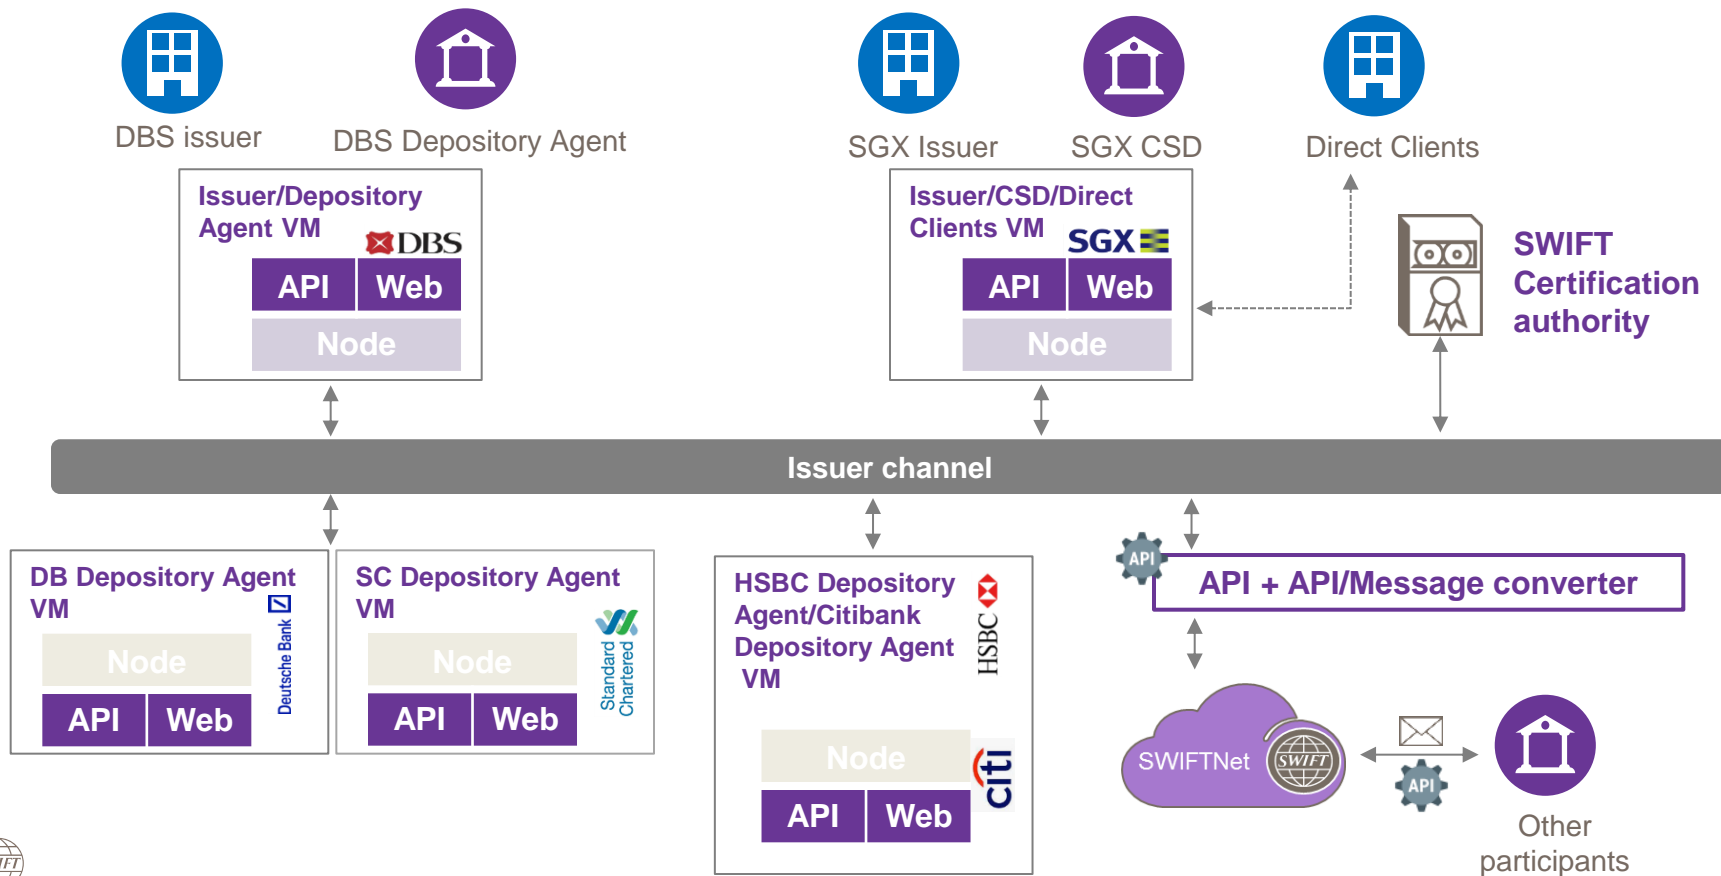 DBS issuer
DBS Depository Agent
SGX Issuer
SGX CSD
Direct Clients
Issuer/Depository
Agent VM
DBS
API
Web
Node
Issuer/CSD/Direct
Clients VM
SGX
API
Web
Node
SWIFT
Certification
authority
Issuer channel
DB Depository Agent
VM
Node
API
Web
Deutsche Bank
SC Depository Agent
VM
Node
API
Web
Standard
Chartered
HSBC Depository
Agent/Citibank
Depository Agent
VM
HSBC
Node
API
Web
citi
API
API + API/Message converter
SWIFTNet
SWIFT
API
Other
participants